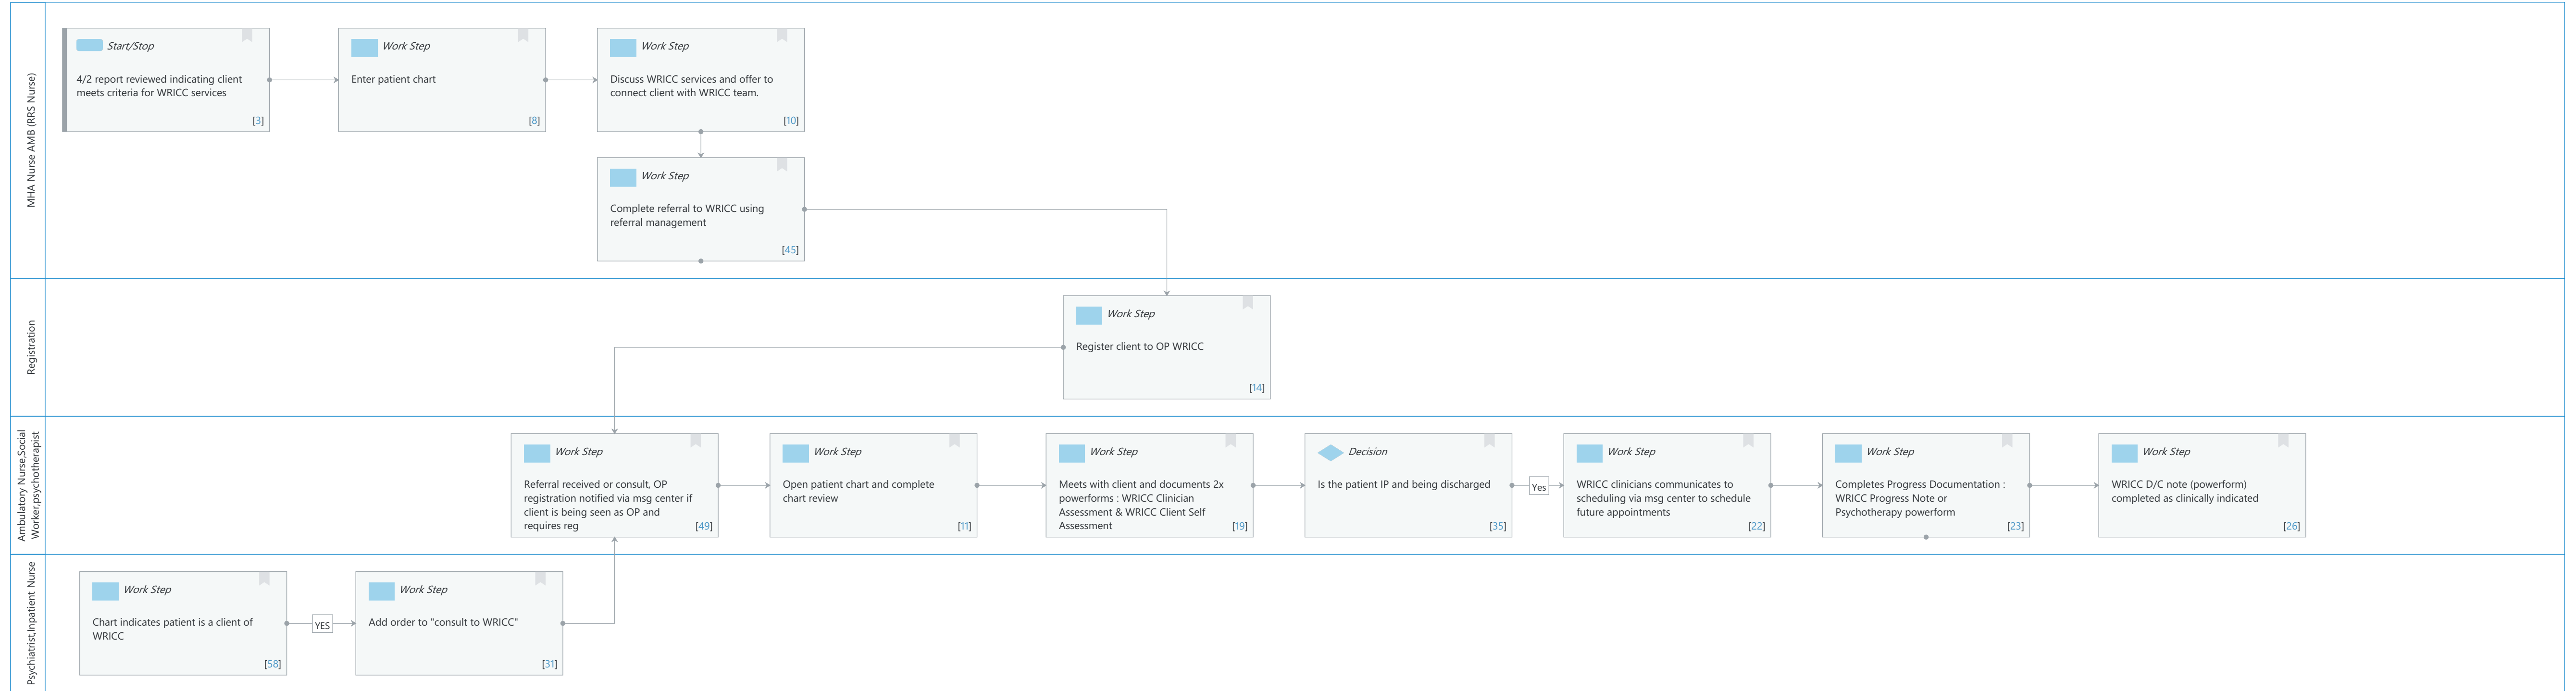 MHA Nurse AMB (RRS Nurse)
Start/Stop
4/2 report reviewed indicating client
meets criteria for WRICC services
[3]
Work Step
Enter patient chart
[8]
Work Step
Discuss WRICC services and offer to
connect client with WRICC team.
[10]
Work Step
Complete referral to WRICC using
referral management
[45]
Registration
Work Step
Register client to OP WRICC
[14]
Ambulatory Nurse,Social
Worker,psychotherapist
Work Step
Referral received or consult, OP
registration notified via msg center if
client is being seen as OP and
requires reg
[49]
Work Step
Open patient chart and complete
chart review
[11]
Work Step
Meets with client and documents 2x
powerforms : WRICC Clinician
Assessment & WRICC Client Self
Assessment
[19]
Decision
Is the patient IP and being discharged
[35]
Yes
Work Step
WRICC clinicians communicates to
scheduling via msg center to schedule
future appointments
[22]
Work Step
Completes Progress Documentation :
WRICC Progress Note or
Psychotherapy powerform
[23]
Work Step
WRICC D/C note (powerform)
completed as clinically indicated
[26]
Psychiatrist,Inpatient Nurse
Work Step
Chart indicates patient is a client of
WRICC
[58]
YES
Work Step
Add order to "consult to WRICC"
[31]